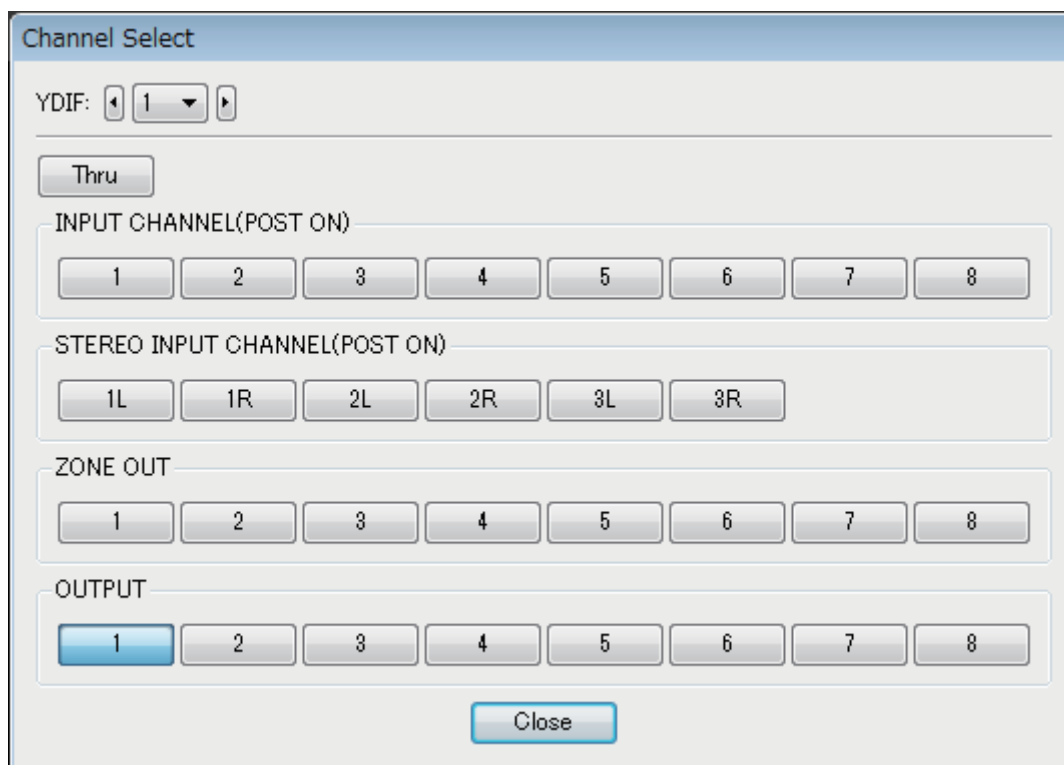 Channel Select
YDIF: 1
Thru
INPUT CHANNEL(POST ON)
1 2 3 4 5 6 7 8
STEREO INPUT CHANNEL(POST ON)
1L 1R 2L 2R 3L 3R
ZONE OUT
1 2 3 4 5 6 7 8
OUTPUT
1 2 3 4 5 6 7 8
Close